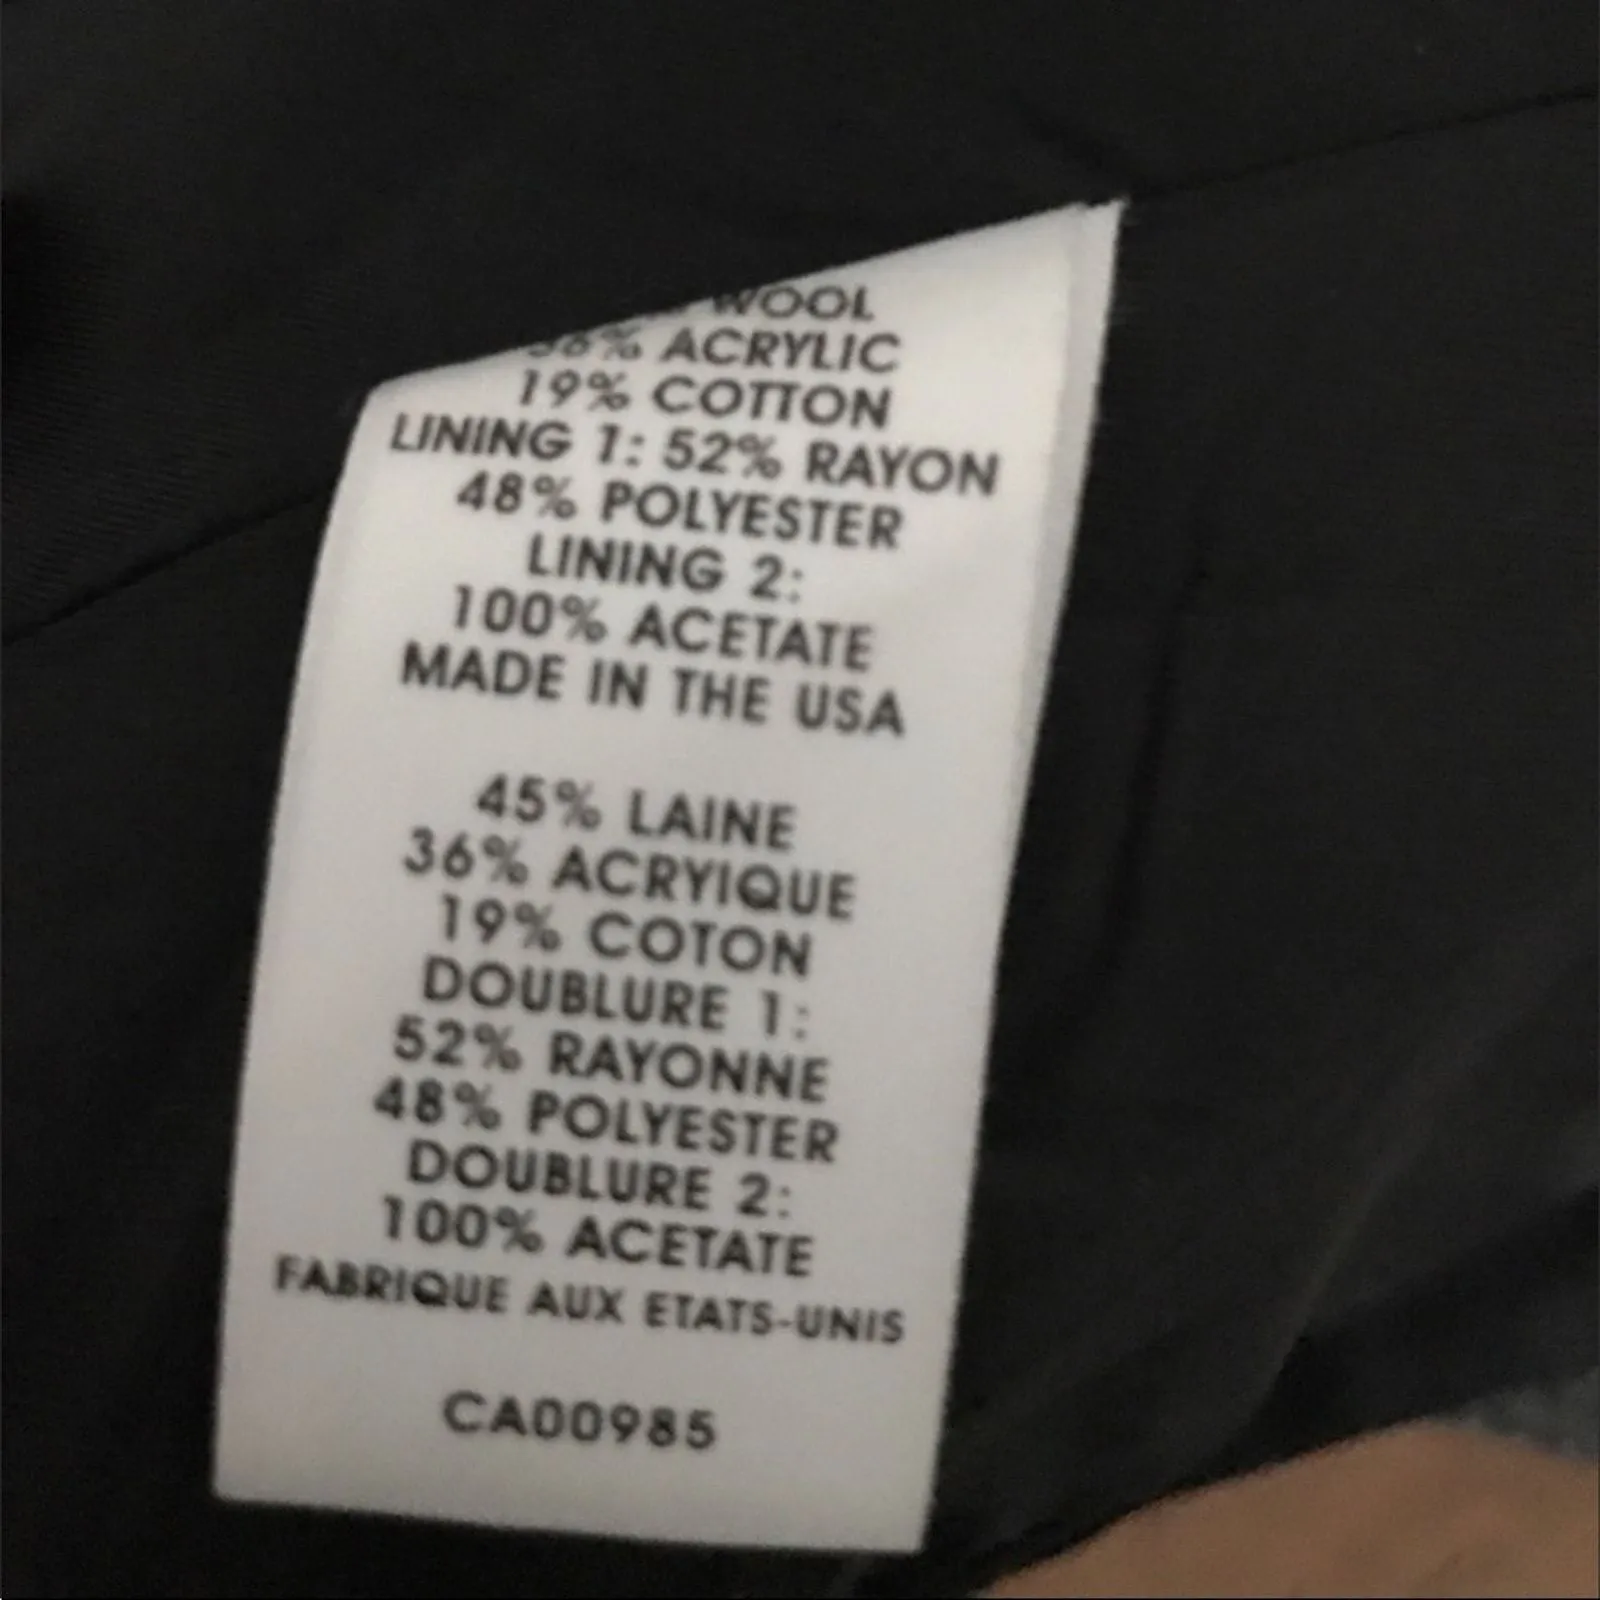 WOOL
36% ACRYLIC
19% COTTON
LINING 1: 52% RAYON
48% POLYESTER
LINING 2:
100% ACETATE
MADE IN THE USA
45% LAINE
36% ACRYIQUE
19% COTON
DOUBLURE 1:
52% RAYONNE
48% POLYESTER
DOUBLURE 2:
100% ACETATE
FABRIQUE AUX ETATS-UNIS
CA00985